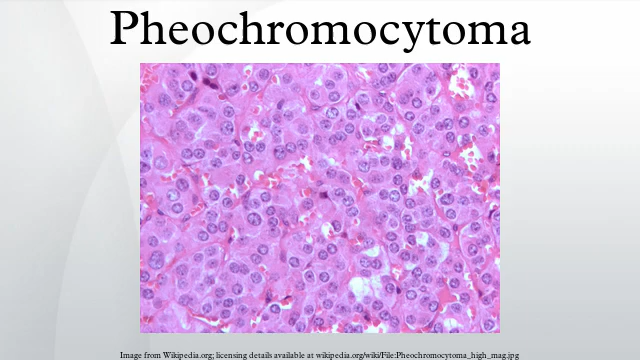 Pheochromocytoma
Image from Wikipedia.org; licensing details available at wikipedia.org/wiki/File:Pheochromocytoma_high_mag.jpg